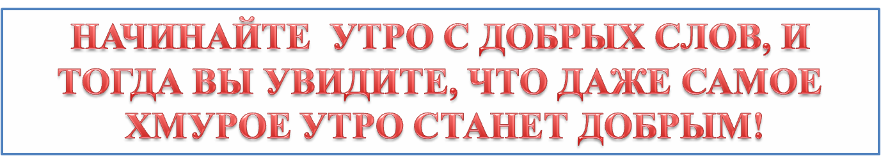 НАЧИНАЙТЕ УТРО С ДОБРЫХ СЛОВ, И
ТОГДА ВЫ УВИДИТЕ, ЧТО ДАЖЕ САМОЕ
ХМУРОЕ УТРО СТАНЕТ ДОБРЫМ!